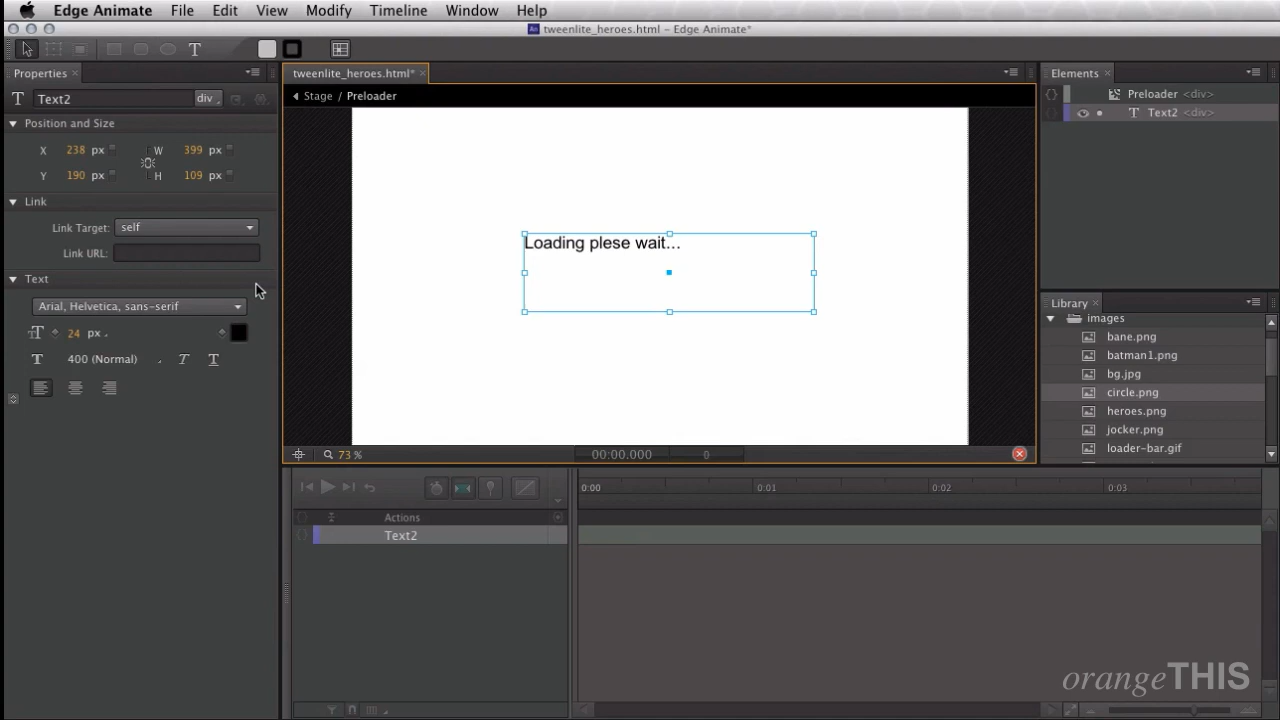 Edge Animate File Edit View Modify Timeline Window Help
An tweenlite_heroes.html – Edge Animate*
T
Properties ×
tweenlite_heroes.html* ×
Elements ×
T Text2 div
Stage / Preloader
Preloader <div>
T Text2 <div>
Position and Size
X 238 px W 399 px
Y 190 px H 109 px
Link
Link Target: self
Link URL:
Text
Arial, Helvetica, sans-serif
TT 24 px
T 400 (Normal) T T
Loading plese wait...
Library ×
images
bane.png
batman1.png
bg.jpg
circle.png
heroes.png
jocker.png
loader-bar.gif
73 % 00:00.000 0
0:00 0:01 0:02 0:03
Actions
Text2
orangeTHIS